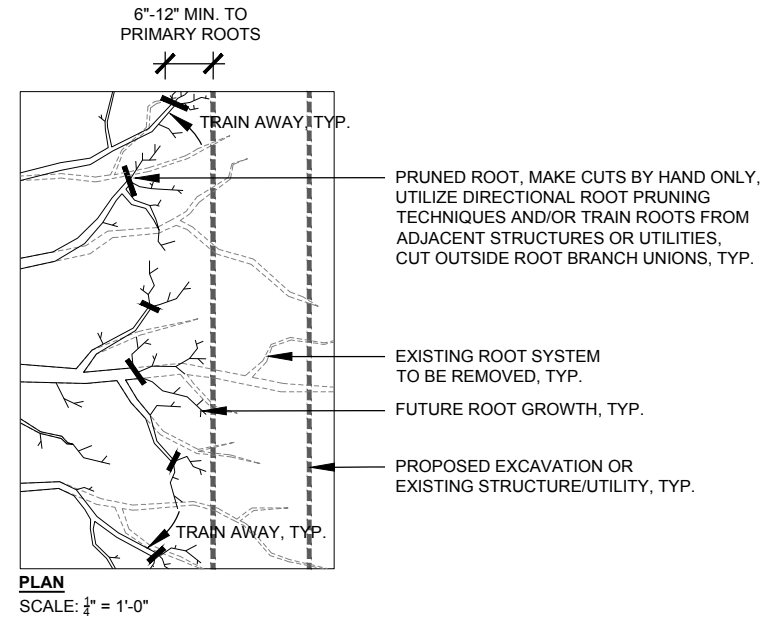 6"-12" MIN. TO
PRIMARY ROOTS
TRAIN AWAY, TYP.
PRUNED ROOT, MAKE CUTS BY HAND ONLY,
UTILIZE DIRECTIONAL ROOT PRUNING
TECHNIQUES AND/OR TRAIN ROOTS FROM
ADJACENT STRUCTURES OR UTILITIES,
CUT OUTSIDE ROOT BRANCH UNIONS, TYP.
EXISTING ROOT SYSTEM
TO BE REMOVED, TYP.
FUTURE ROOT GROWTH, TYP.
PROPOSED EXCAVATION OR
EXISTING STRUCTURE/UTILITY, TYP.
TRAIN AWAY, TYP.
PLAN
SCALE: 1/4" = 1'-0"